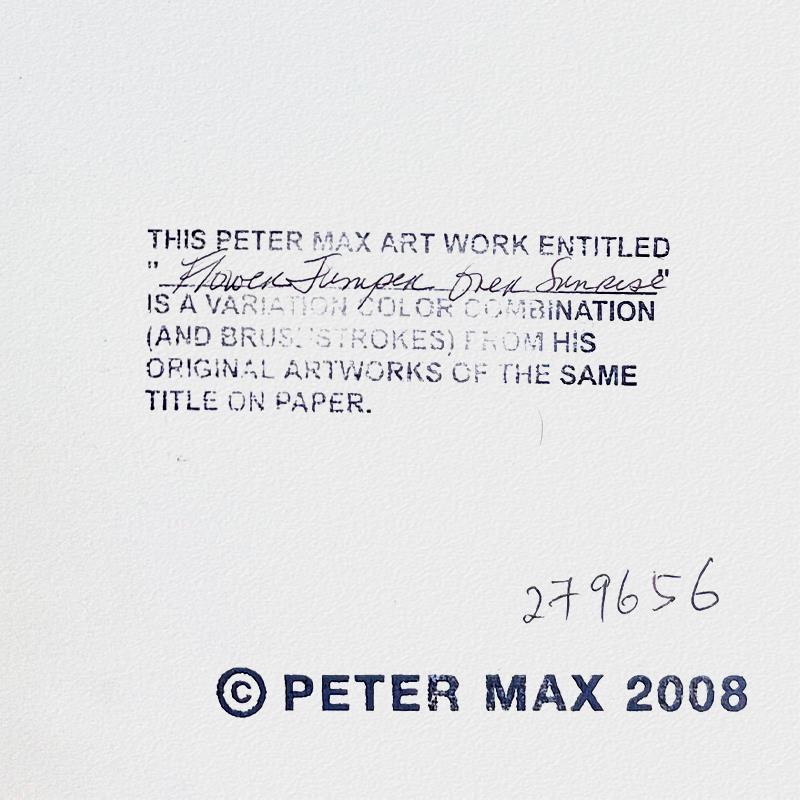 THIS PETER MAX ART WORK ENTITLED
" Flower Jumper Over Sunrise"
IS A VARIATION COLOR COMBINATION
(AND BRUSHSTROKES) FROM HIS
ORIGINAL ARTWORKS OF THE SAME
TITLE ON PAPER.
279656
© PETER MAX 2008